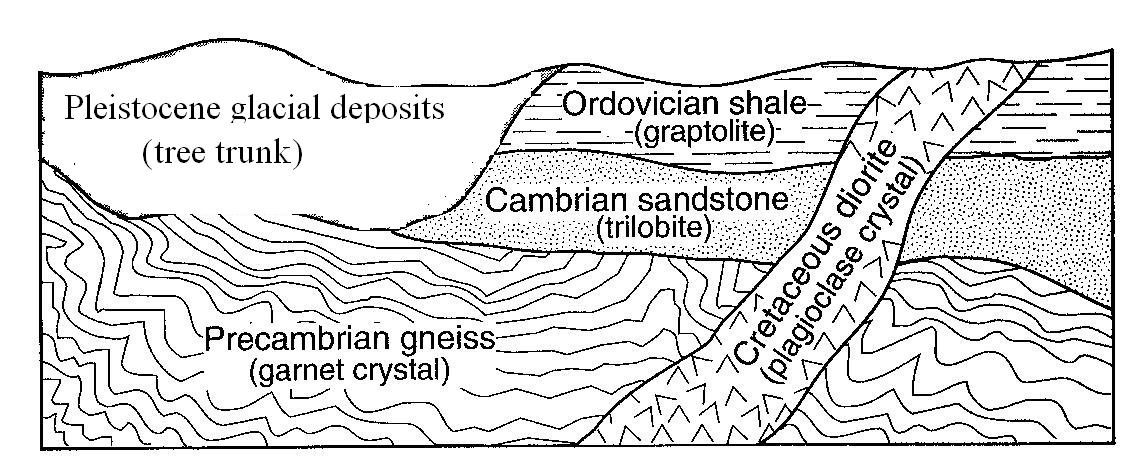 Pleistocene glacial deposits
(tree trunk)
Ordovician shale
(graptolite)
Cambrian sandstone
(trilobite)
Cretaceous diorite
(plagioclase crystal)
Precambrian gneiss
(garnet crystal)